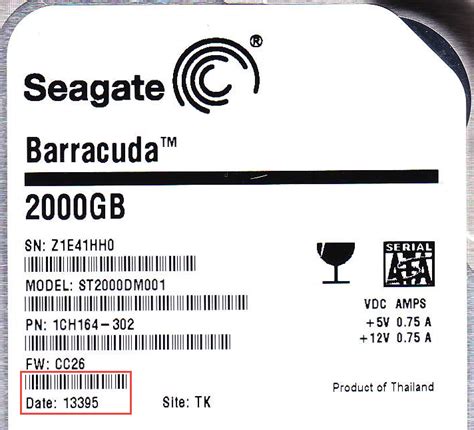 Seagate®
Barracuda™
2000GB
SN: Z1E41HH0
MODEL: ST2000DM001
PN: 1CH164-302
FW: CC26
Date: 13395 Site: TK
SERIAL
ATA
VDC AMPS
+5V 0.75 A
+12V 0.75 A
Product of Thailand